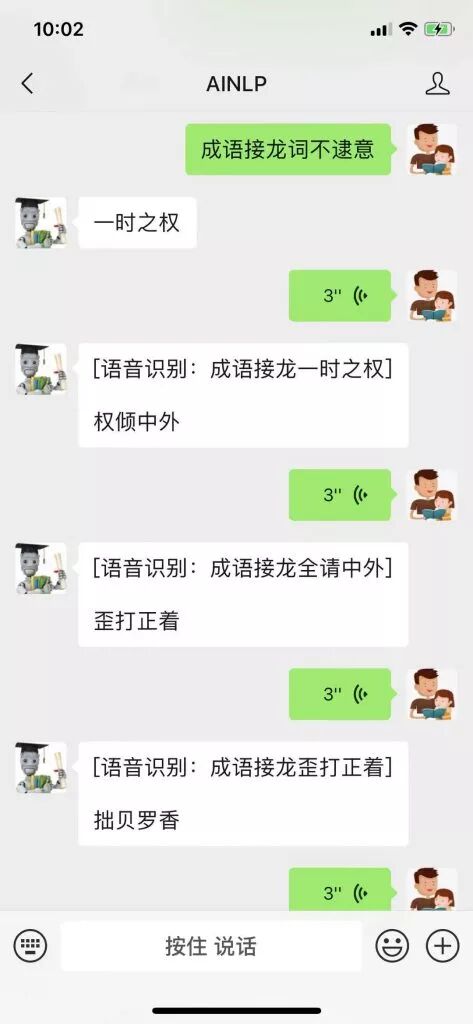 10:02
AINLP
成语接龙词不逮意
一时之权
3''
[语音识别：成语接龙一时之权]
权倾中外
3''
[语音识别：成语接龙全请中外]
歪打正着
3''
[语音识别：成语接龙歪打正着]
拙贝罗香
3''
按住 说话